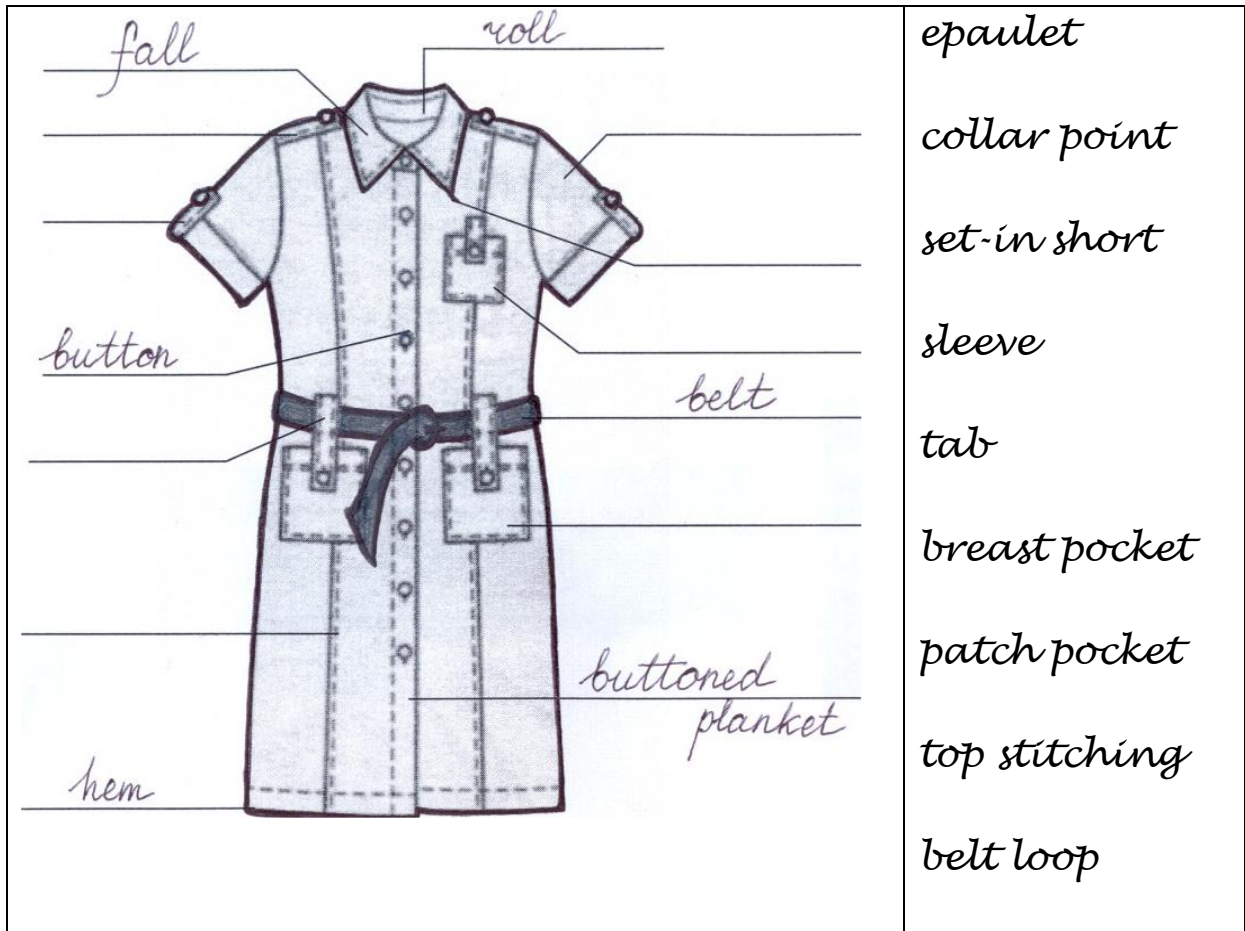 fall
roll
button
belt
buttoned
planket
hem
epaulet
collar point
set-in short
sleeve
tab
breast pocket
patch pocket
top stitching
belt loop